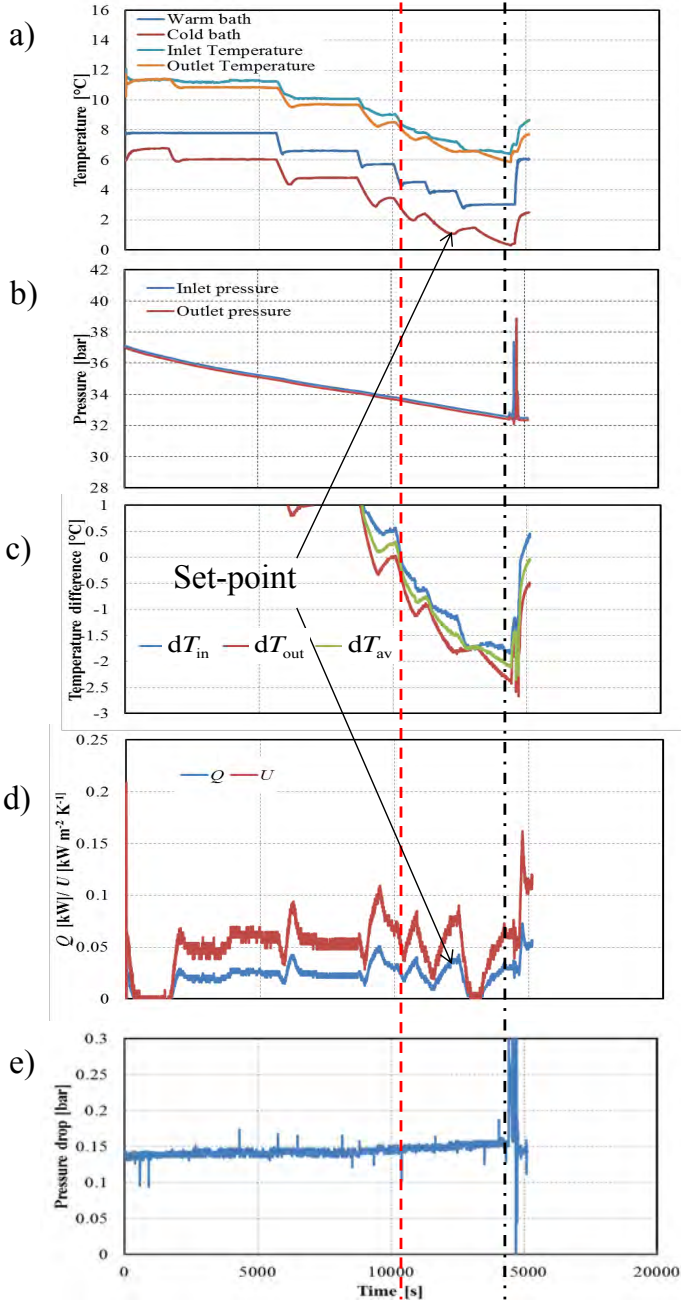 a)
Temperature [°C]
16
14
12
10
8
6
4
2
0
Warm bath
Cold bath
Inlet Temperature
Outlet Temperature
b)
Pressure [bar]
42
40
38
36
34
32
30
28
Inlet pressure
Outlet pressure
c)
Temperature difference [°C]
1
0.5
0
-0.5
-1
-1.5
-2
-2.5
-3
Set-point
dTin dTout dTav
d)
Q [kW]/ U [kW m-2 K-1]
0.25
0.2
0.15
0.1
0.05
0
Q U
e)
Pressure drop [bar]
0.3
0.25
0.2
0.15
0.1
0.05
0
0 5000 10000 15000 20000
Time [s]